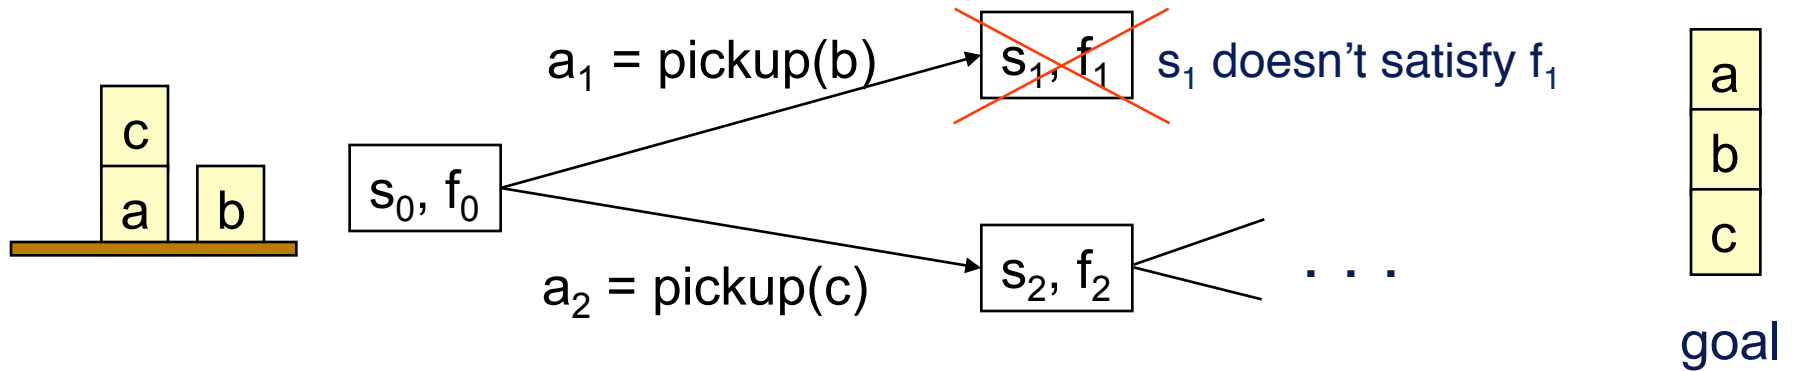 c
a
b
s₀, f₀
a₁ = pickup(b)
a₂ = pickup(c)
s₁, f₁
s₁ doesn't satisfy f₁
s₂, f₂
. . .
a
b
c
goal